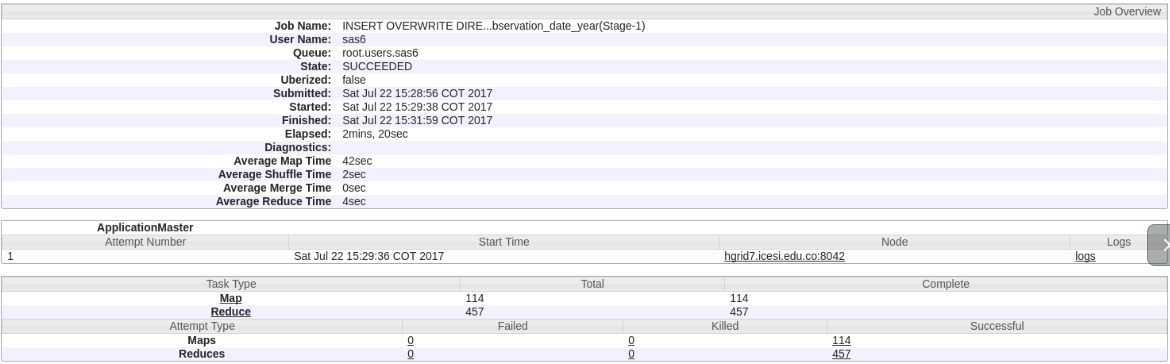 Job Overview
Job Name: INSERT OVERWRITE DIRE...bservation_date_year(Stage-1)
User Name: sas6
Queue: root.users.sas6
State: SUCCEEDED
Uberized: false
Submitted: Sat Jul 22 15:28:56 COT 2017
Started: Sat Jul 22 15:29:38 COT 2017
Finished: Sat Jul 22 15:31:59 COT 2017
Elapsed: 2mins, 20sec
Diagnostics:
Average Map Time 42sec
Average Shuffle Time 2sec
Average Merge Time 0sec
Average Reduce Time 4sec
ApplicationMaster
Attempt Number Start Time Node Logs
1 Sat Jul 22 15:29:36 COT 2017 hgrid7.icesi.edu.co:8042 logs
Task Type Total Complete
Map 114 114
Reduce 457 457
Attempt Type Failed Killed Successful
Maps 0 0 114
Reduces 0 0 457